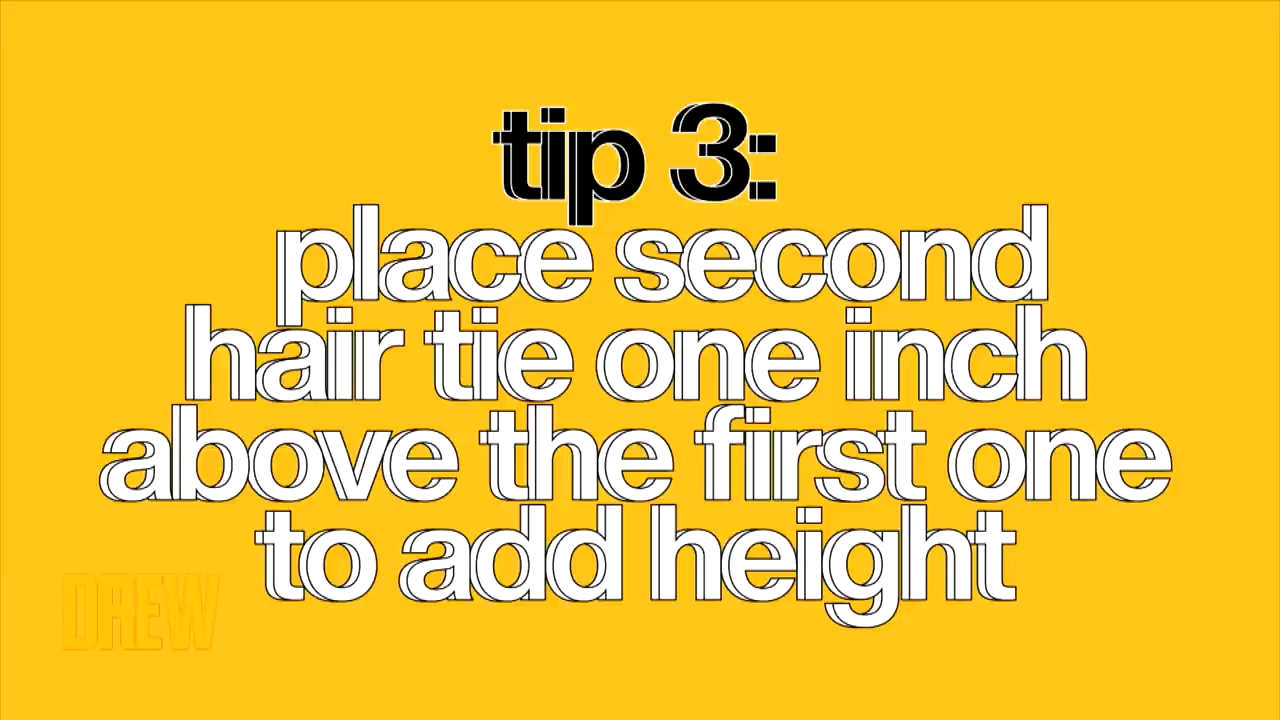 tip 3:
place second
hair tie one inch
above the first one
to add height
DREW